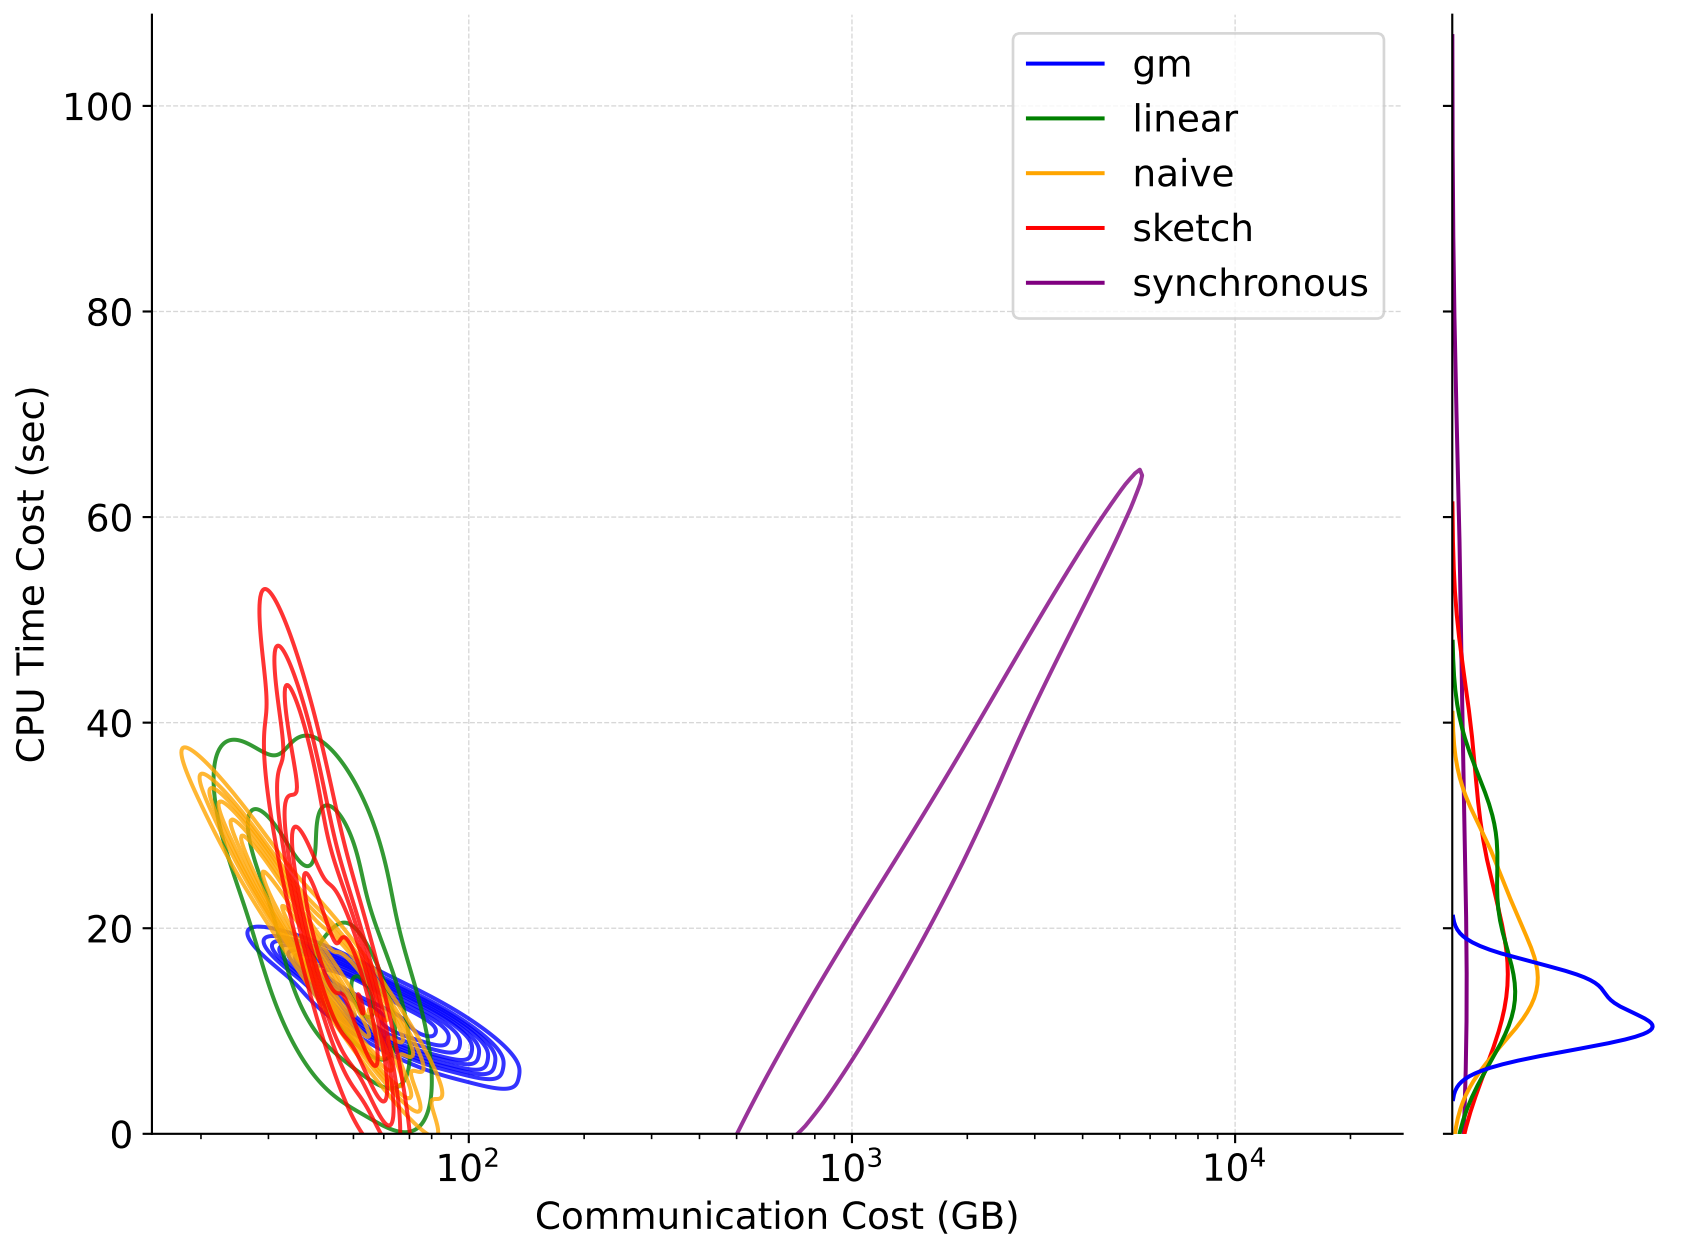 gm
linear
naive
sketch
synchronous
100
80
60
40
20
0
CPU Time Cost (sec)
10²
10³
10⁴
Communication Cost (GB)